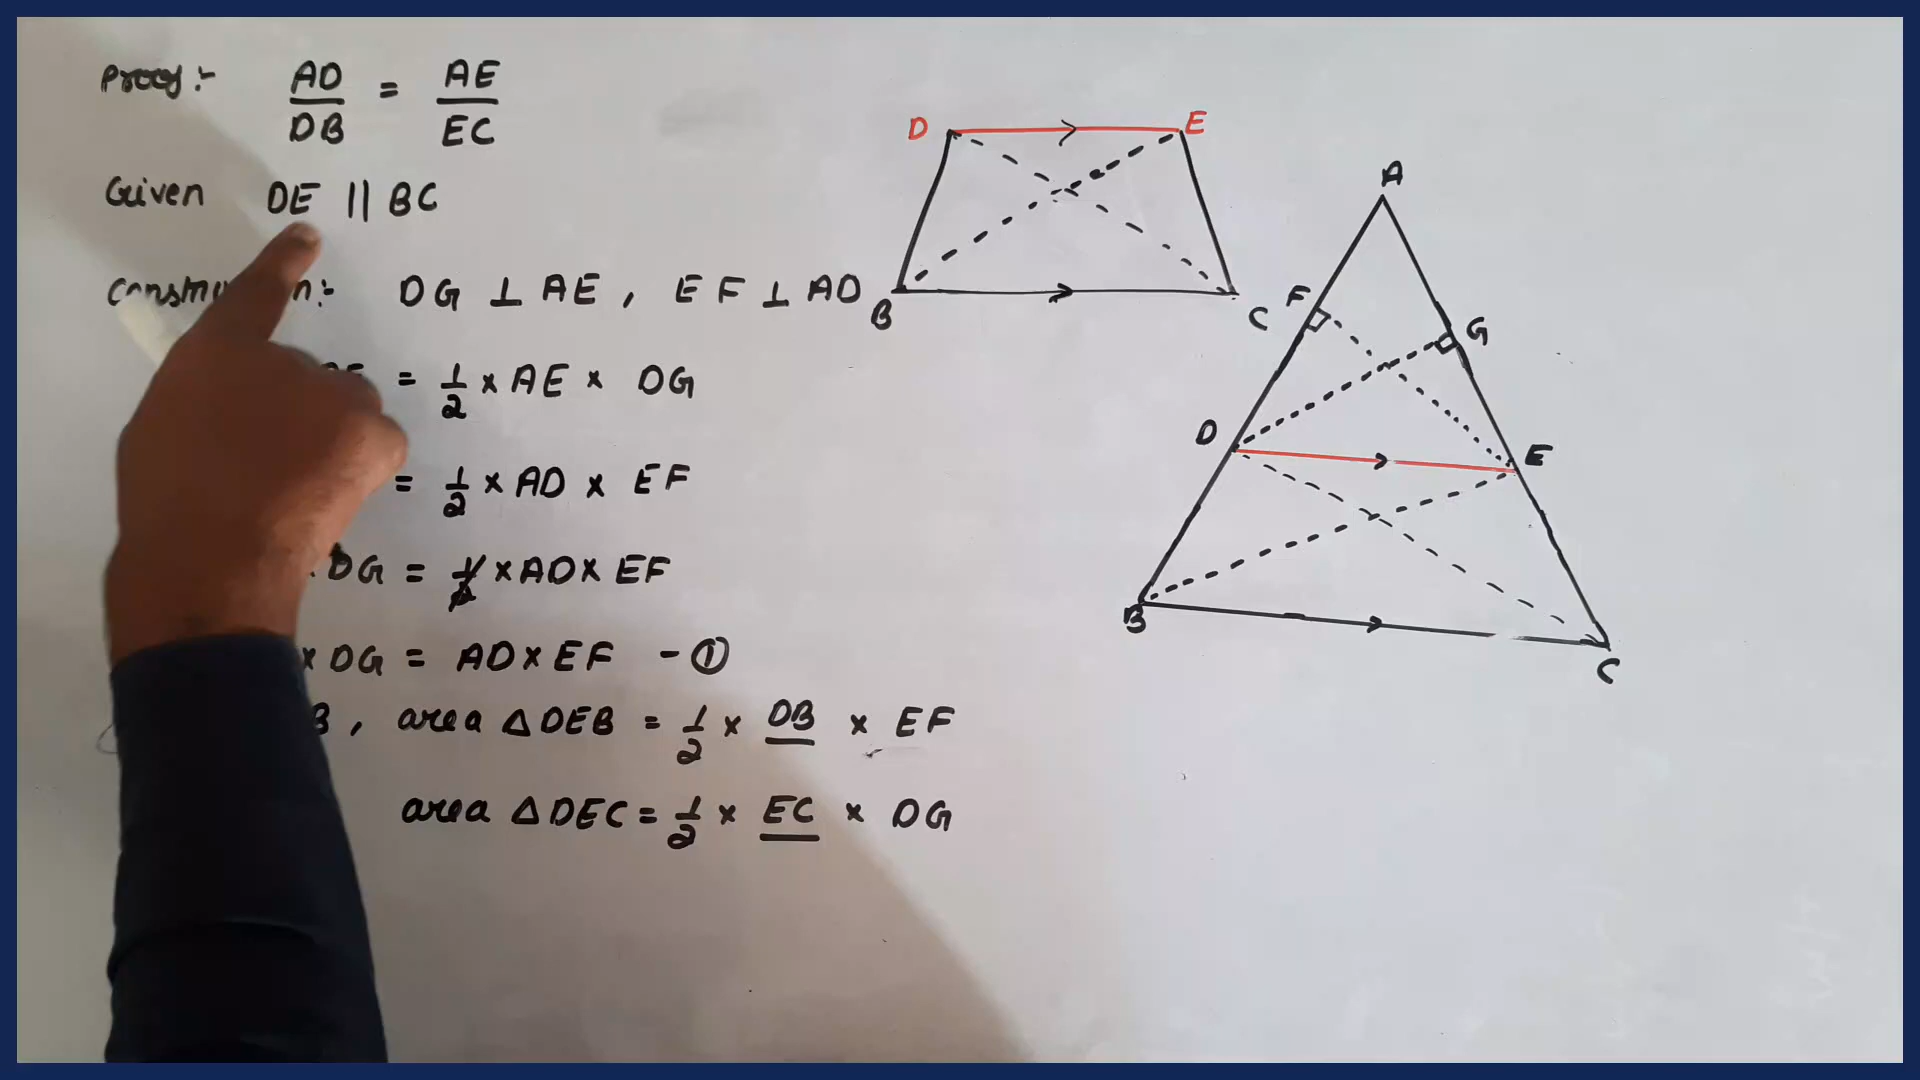 Proof:- AD/DB = AE/EC
Given DE || BC
DG ⊥ AE, EF ⊥ AD
= 1/2 × AE × DG
= 1/2 × AD × EF
DG = 1/2 × AD × EF
× DG = AD × EF - ①
B, area △DEB = 1/2 × DB × EF
area △DEC = 1/2 × EC × DG
D E
B C
A
F
G
D
E
B
C